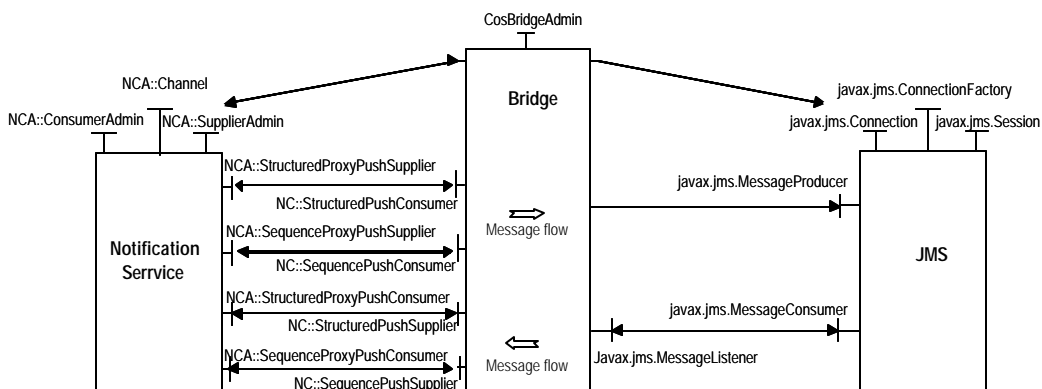 CosBridgeAdmin
NCA::Channel
Bridge
javax.jms.ConnectionFactory
NCA::ConsumerAdmin
NCA::SupplierAdmin
javax.jms.Connection
javax.jms.Session
NCA::StructuredProxyPushSupplier
NC::StructuredPushConsumer
javax.jms.MessageProducer
Message flow
NCA::SequenceProxyPushSupplier
Notification
Serrvice
NC::SequencePushConsumer
JMS
NCA::StructuredProxyPushConsumer
NC::StructuredPushSupplier
javax.jms.MessageConsumer
NCA::SequenceProxyPushConsumer
Message flow
Javax.jms.MessageListener
NC::SequencePushSupplier